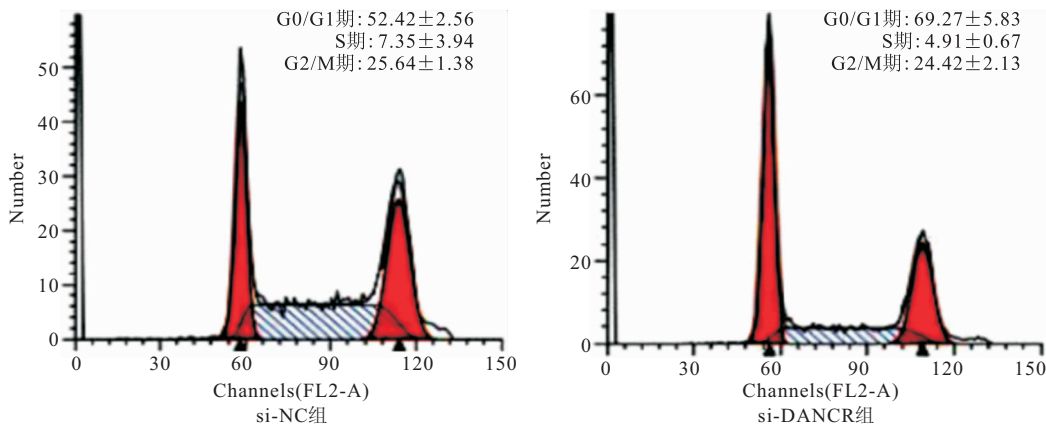 G0/G1期:52.42±2.56
S期:7.35±3.94
G2/M期:25.64±1.38
50
40
30
20
10
0
Number
0 30 60 90 120 150
Channels(FL2-A)
si-NC组
G0/G1期:69.27±5.83
S期:4.91±0.67
G2/M期:24.42±2.13
60
40
20
0
Number
0 30 60 90 120 150
Channels(FL2-A)
si-DANCR组